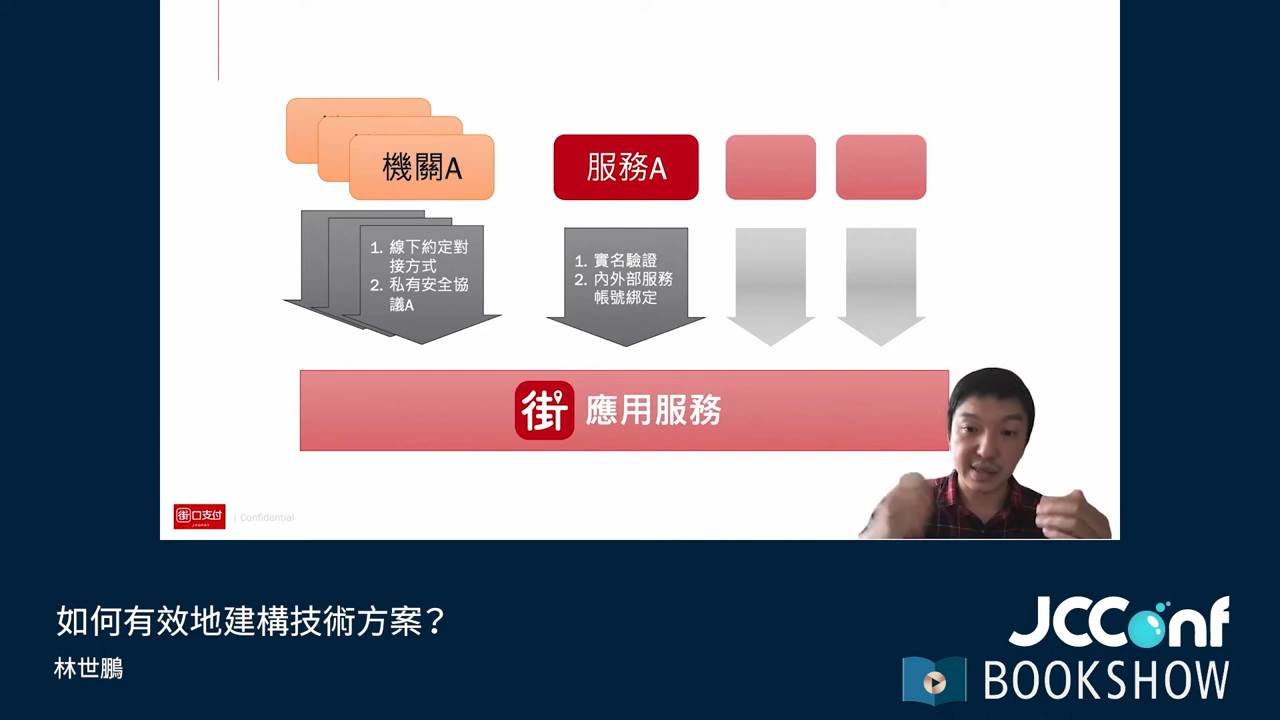 機關A
服務A
1. 線下約定對
接方式
2. 私有安全協
議A
1. 實名驗證
2. 內外部服務
帳號綁定
街 應用服務
街口支付
JKOPAY
| Confidential
如何有效地建構技術方案？
林世鵬
JCConf
BOOKSHOW